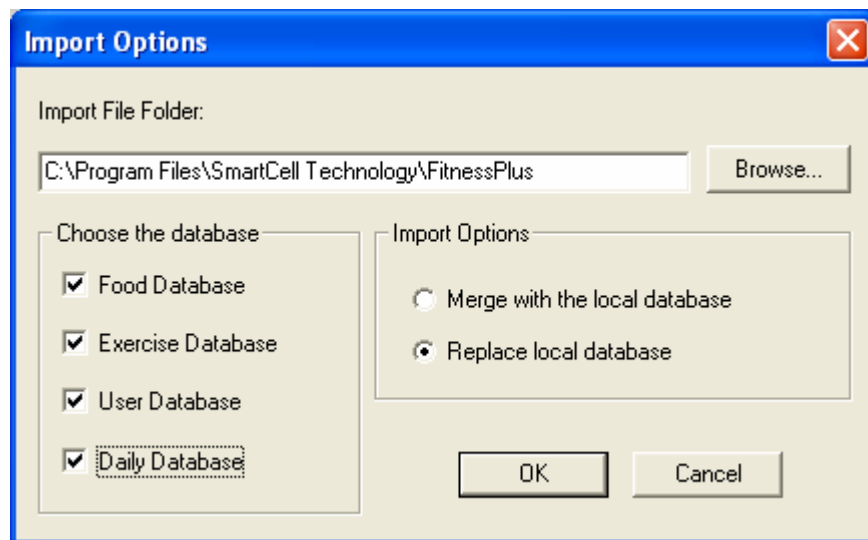 Import Options
Import File Folder:
C:\Program Files\SmartCell Technology\FitnessPlus
Browse...
Choose the database
Food Database
Exercise Database
User Database
Daily Database
Import Options
Merge with the local database
Replace local database
OK
Cancel